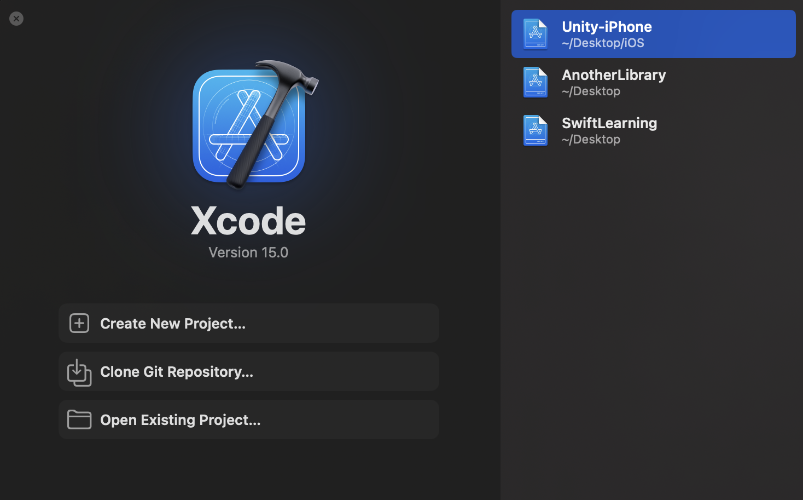 Xcode
Version 15.0
Create New Project...
Clone Git Repository...
Open Existing Project...
Unity-iPhone
~/Desktop/iOS
AnotherLibrary
~/Desktop
SwiftLearning
~/Desktop